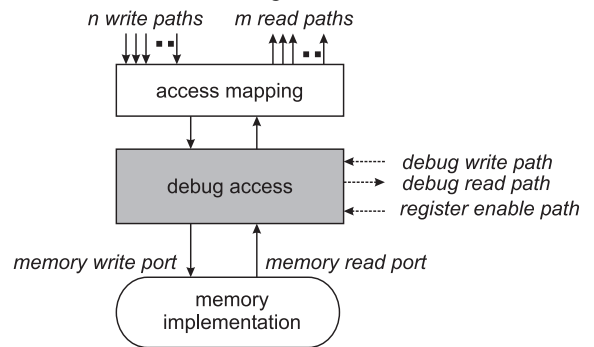 n write paths
m read paths
access mapping
debug access
debug write path
debug read path
register enable path
memory write port
memory read port
memory
implementation